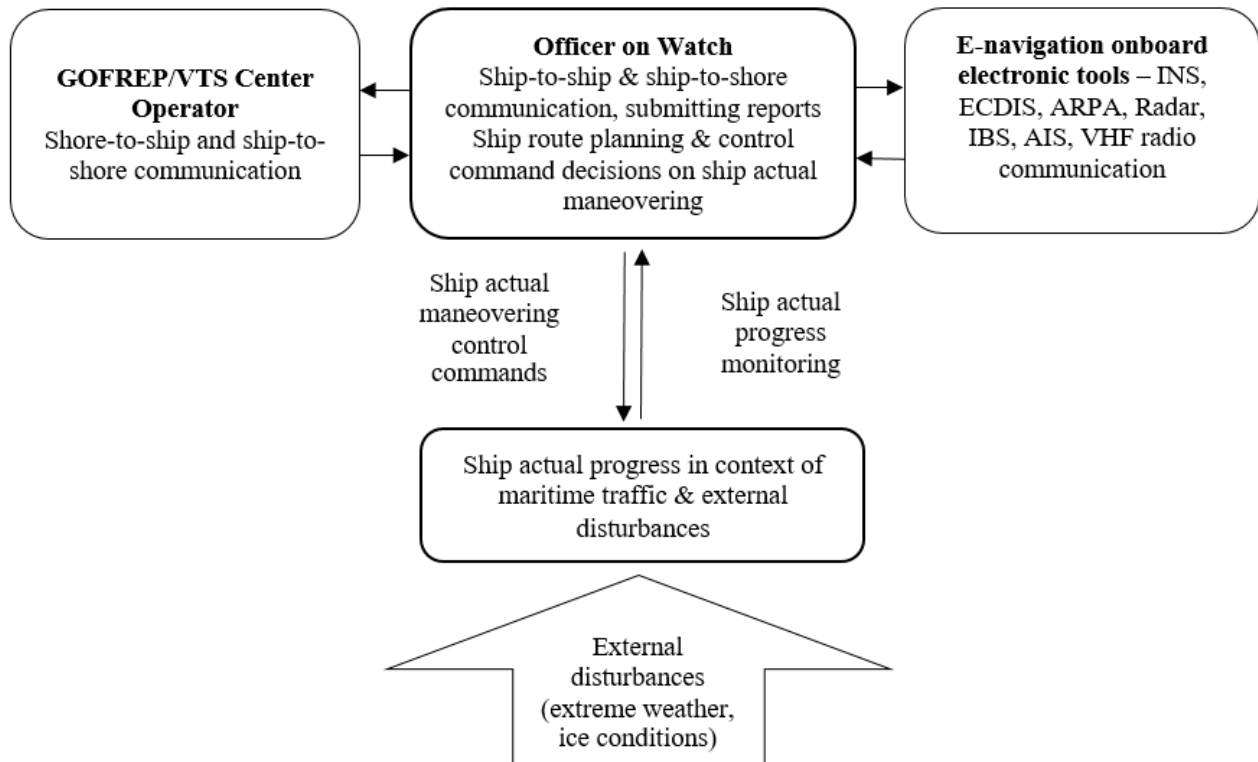 GOFREP/VTS Center
Operator
Shore-to-ship and ship-to-
shore communication
Officer on Watch
Ship-to-ship & ship-to-shore
communication, submitting reports
Ship route planning & control
command decisions on ship actual
maneovering
E-navigation onboard
electronic tools – INS,
ECDIS, ARPA, Radar,
IBS, AIS, VHF radio
communication
Ship actual
maneovering
control
commands
Ship actual
progress
monitoring
Ship actual progress in context of
maritime traffic & external
disturbances
External
disturbances
(extreme weather,
ice conditions)